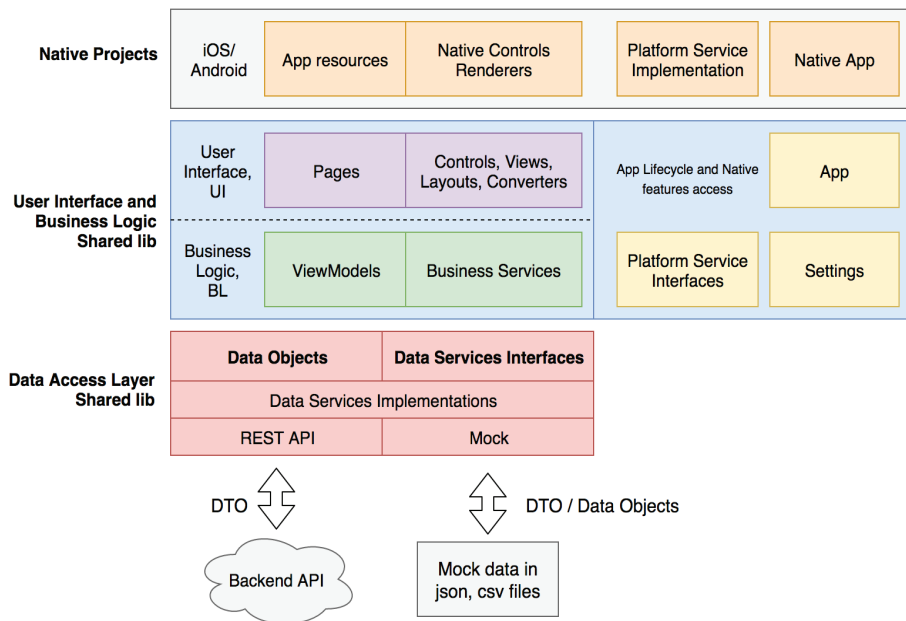 Native Projects
iOS/
Android
App resources
Native Controls
Renderers
Platform Service
Implementation
Native App
User Interface and
Business Logic
Shared lib
User
Interface,
UI
Pages
Controls, Views,
Layouts, Converters
App Lifecycle and Native
features access
App
Business
Logic,
BL
ViewModels
Business Services
Platform Service
Interfaces
Settings
Data Access Layer
Shared lib
Data Objects
Data Services Interfaces
Data Services Implementations
REST API
Mock
DTO
DTO / Data Objects
Backend API
Mock data in
json, csv files